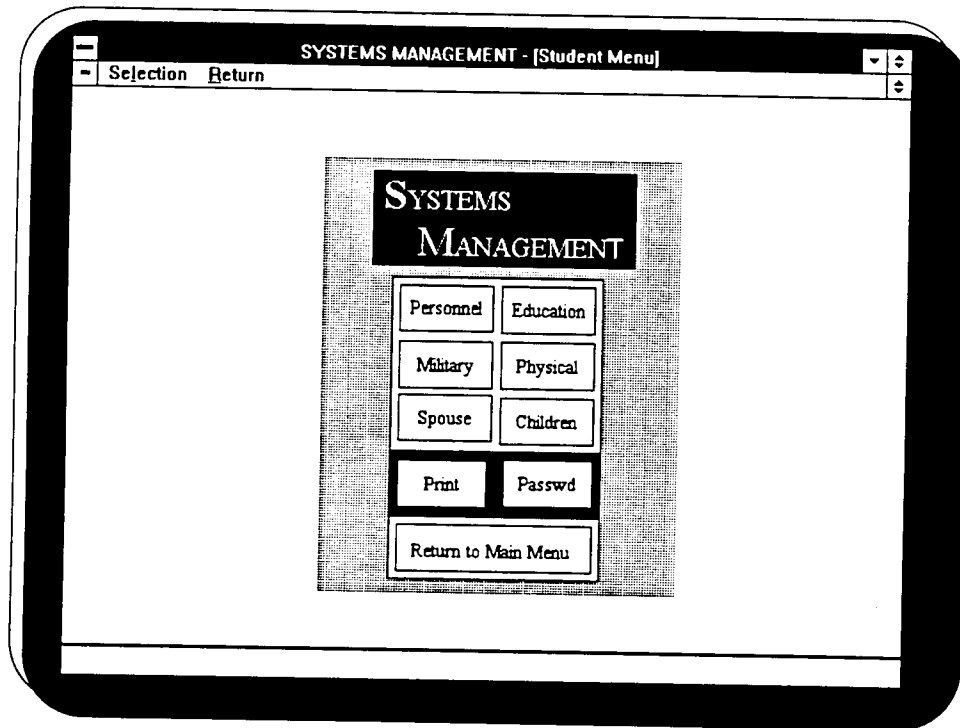 SYSTEMS MANAGEMENT - [Student Menu]
Selection Return
SYSTEMS
MANAGEMENT
Personnel Education
Military Physical
Spouse Children
Print Passwd
Return to Main Menu